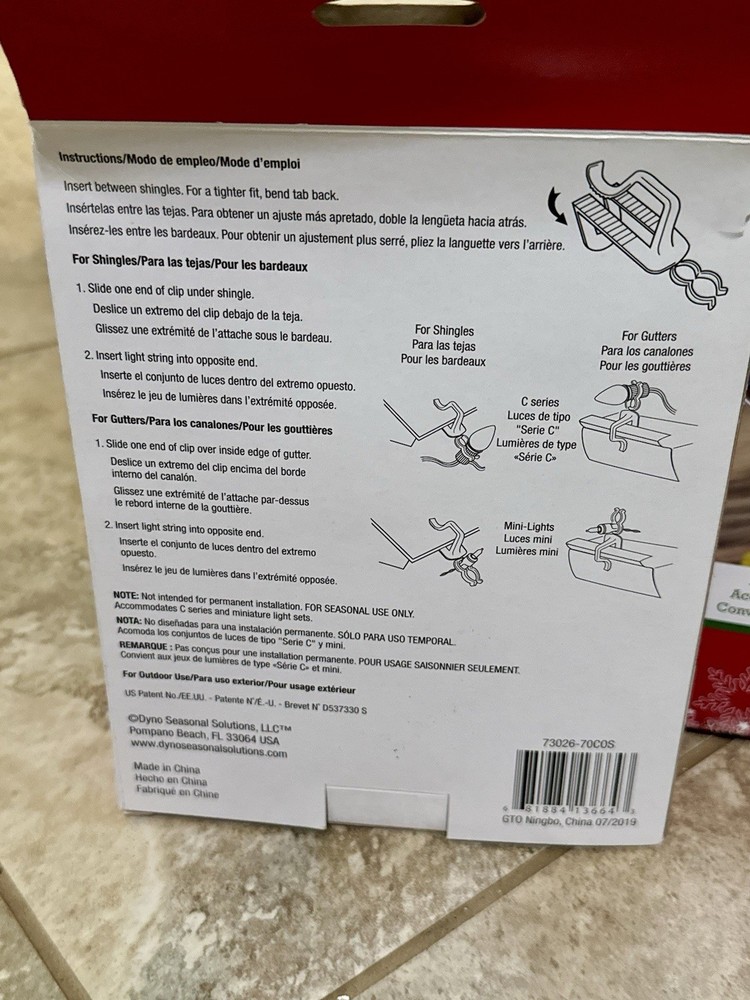 Instructions/Modo de empleo/Mode d'emploi
Insert between shingles. For a tighter fit, bend tab back.
Insértelas entre las tejas. Para obtener un ajuste más apretado, doble la lengüeta hacia atrás.
Insérez-les entre les bardeaux. Pour obtenir un ajustement plus serré, pliez la languette vers l'arrière.
For Shingles/Para las tejas/Pour les bardeaux
1. Slide one end of clip under shingle.
Deslice un extremo del clip debajo de la teja.
Glissez une extrémité de l'attache sous le bardeau.
2. Insert light string into opposite end.
Inserte el conjunto de luces dentro del extremo opuesto.
Insérez le jeu de lumières dans l'extrémité opposée.
For Gutters/Para los canalones/Pour les gouttières
1. Slide one end of clip over inside edge of gutter.
Deslice un extremo del clip encima del borde
interno del canalón.
Glissez une extrémité de l'attache par-dessus
le rebord interne de la gouttière.
2. Insert light string into opposite end.
Inserte el conjunto de luces dentro del extremo
opuesto.
Insérez le jeu de lumières dans l'extrémité opposée.
For Shingles
Para las tejas
Pour les bardeaux
For Gutters
Para los canalones
Pour les gouttières
C series
Luces de tipo
"Serie C"
Lumières de type
«Série C»
Mini-Lights
Luces mini
Lumières mini
NOTE: Not intended for permanent installation. FOR SEASONAL USE ONLY.
Accommodates C series and miniature light sets.
NOTA: No diseñadas para una instalación permanente. SÓLO PARA USO TEMPORAL.
Acomoda los conjuntos de luces de tipo "Serie C" y mini.
REMARQUE : Pas conçus pour une installation permanente. POUR USAGE SAISONNIER SEULEMENT.
Convient aux jeux de lumières de type «Série C» et mini.
For Outdoor Use/Para uso exterior/Pour usage extérieur
US Patent No./EE.UU. - Patente N°/É.-U. - Brevet N° D537330 S
©Dyno Seasonal Solutions, LLC™
Pompano Beach, FL 33064 USA
www.dynoseasonalsolutions.com
Made in China
Hecho en China
Fabriqué en Chine
73026-70COS
6 81884 13664
GTO Ningbo, China 07/2019